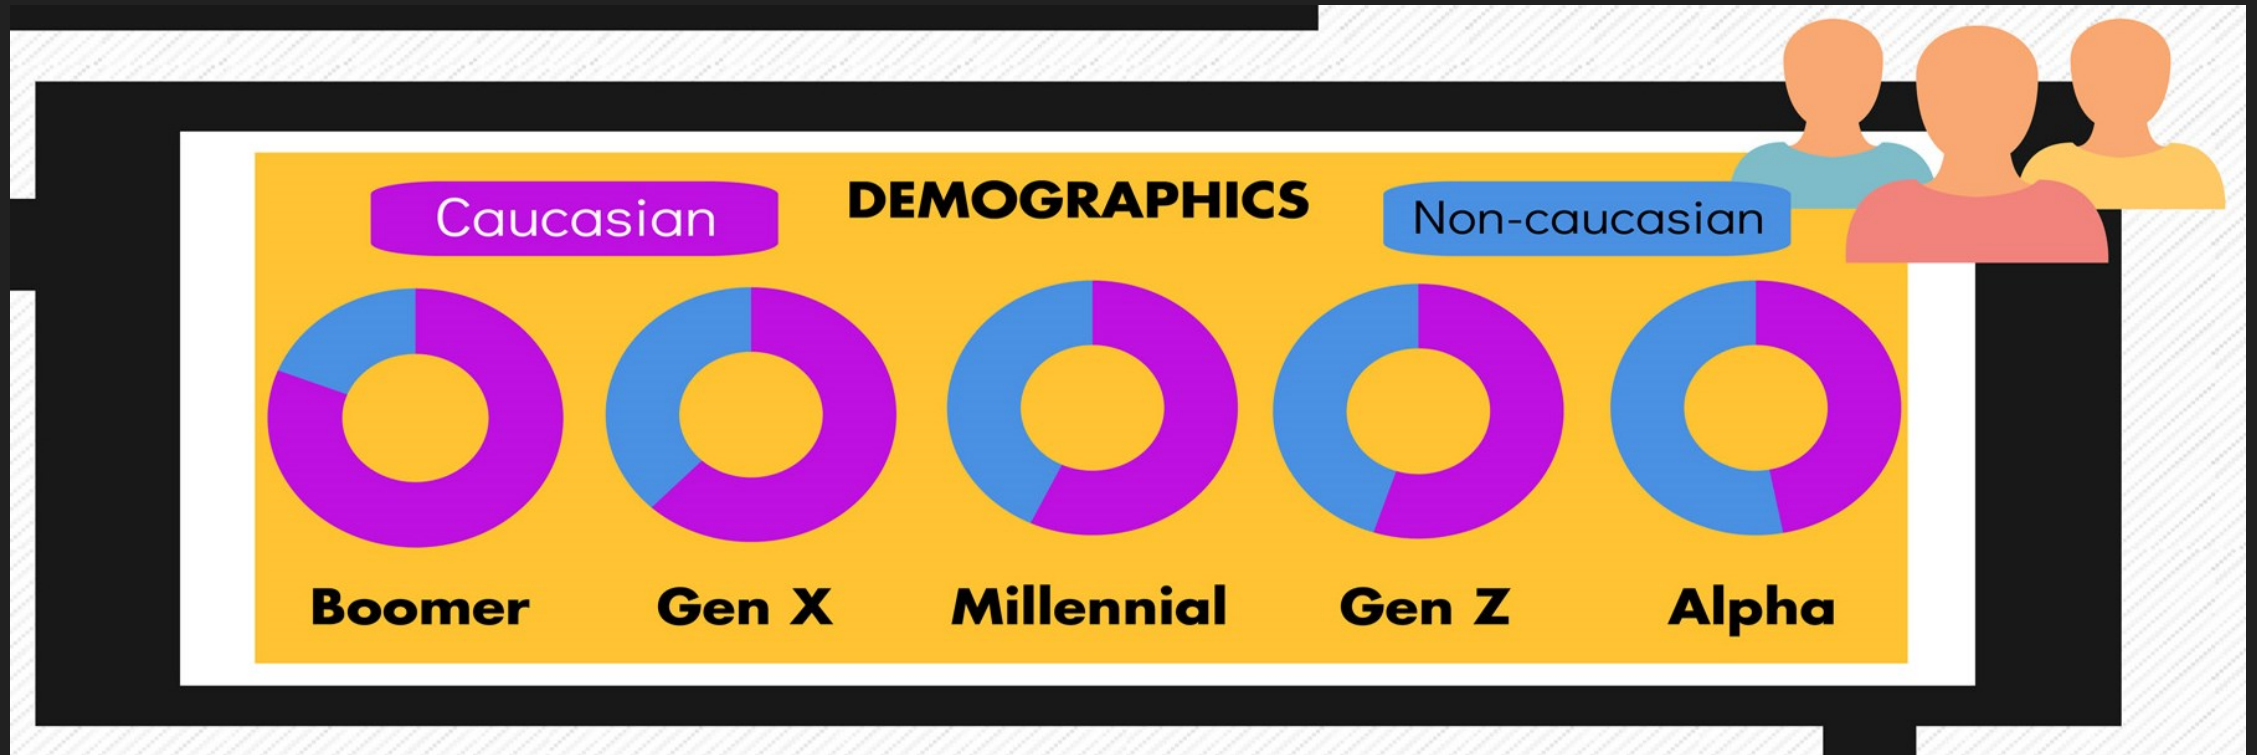 DEMOGRAPHICS
Caucasian
Non-caucasian
Boomer
Gen X
Millennial
Gen Z
Alpha